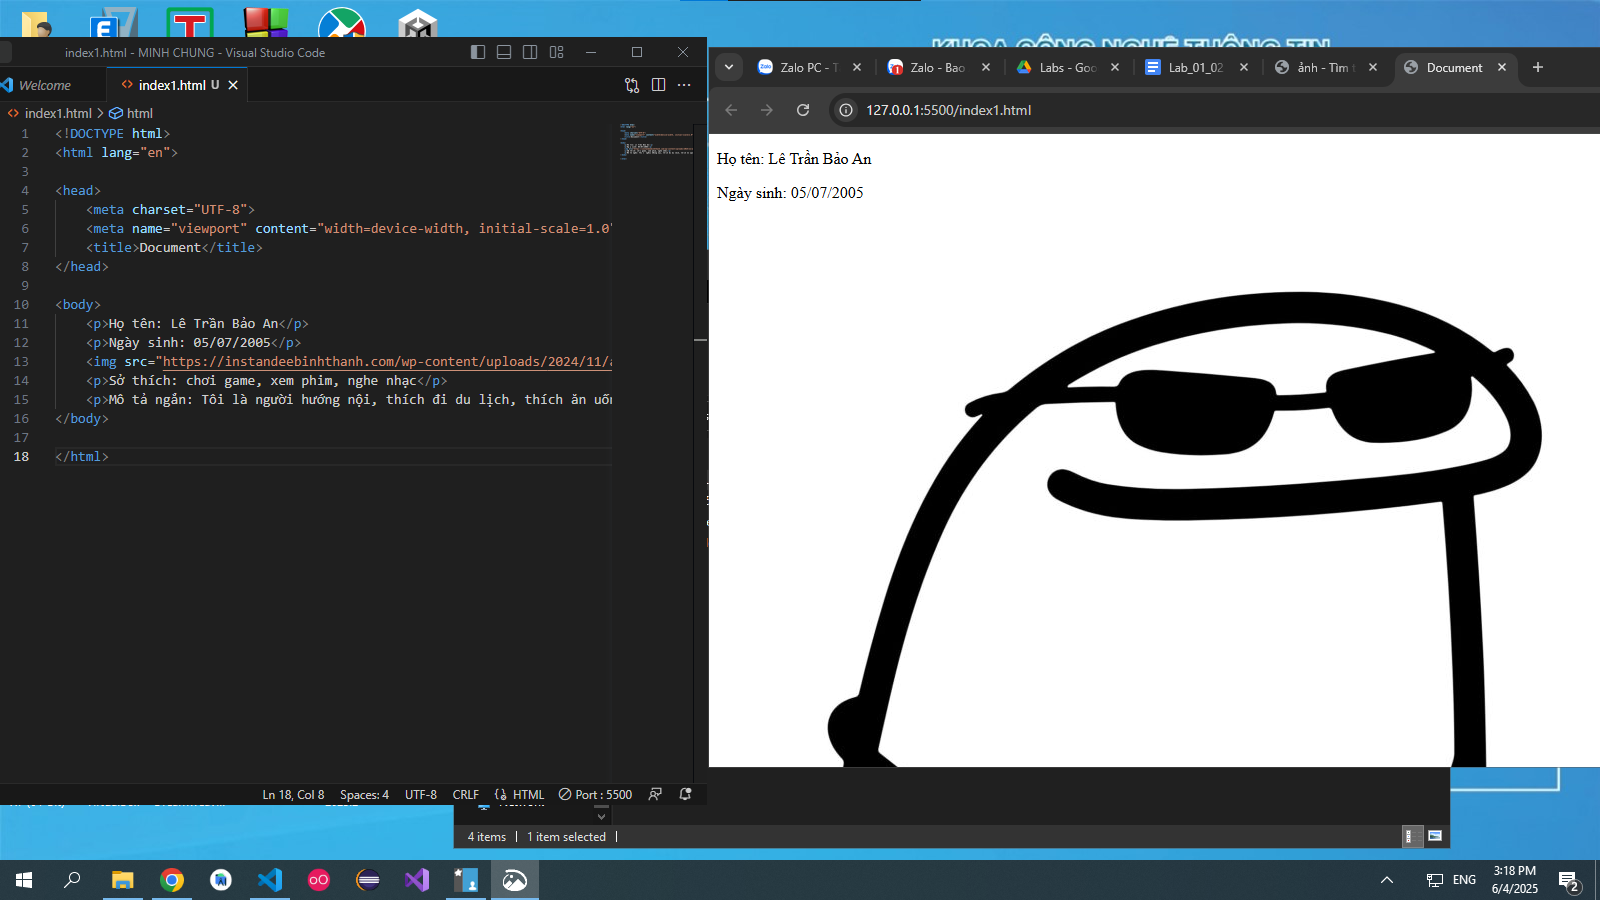 KHOA CÔNG NGHỆ THÔNG TIN
index1.html - MINH CHUNG - Visual Studio Code
Welcome
index1.html U
index1.html > html
1 <!DOCTYPE html>
2 <html lang="en">
3
4 <head>
5 <meta charset="UTF-8">
6 <meta name="viewport" content="width=device-width, initial-scale=1.0"
7 <title>Document</title>
8 </head>
9
10 <body>
11 <p>Họ tên: Lê Trần Bảo An</p>
12 <p>Ngày sinh: 05/07/2005</p>
13 <img src="https://instandeebinhthanh.com/wp-content/uploads/2024/11/a
14 <p>Sở thích: chơi game, xem phim, nghe nhạc</p>
15 <p>Mô tả ngắn: Tôi là người hướng nội, thích đi du lịch, thích ăn uốn
16 </body>
17
18 </html>
Ln 18, Col 8 Spaces: 4 UTF-8 CRLF {} HTML Port : 5500
Zalo PC - T
Zalo - Bao
Labs - Goo
Lab_01_02
ảnh - Tìm t
Document
127.0.0.1:5500/index1.html
Họ tên: Lê Trần Bảo An
Ngày sinh: 05/07/2005
4 items 1 item selected
ENG
3:18 PM
6/4/2025
2